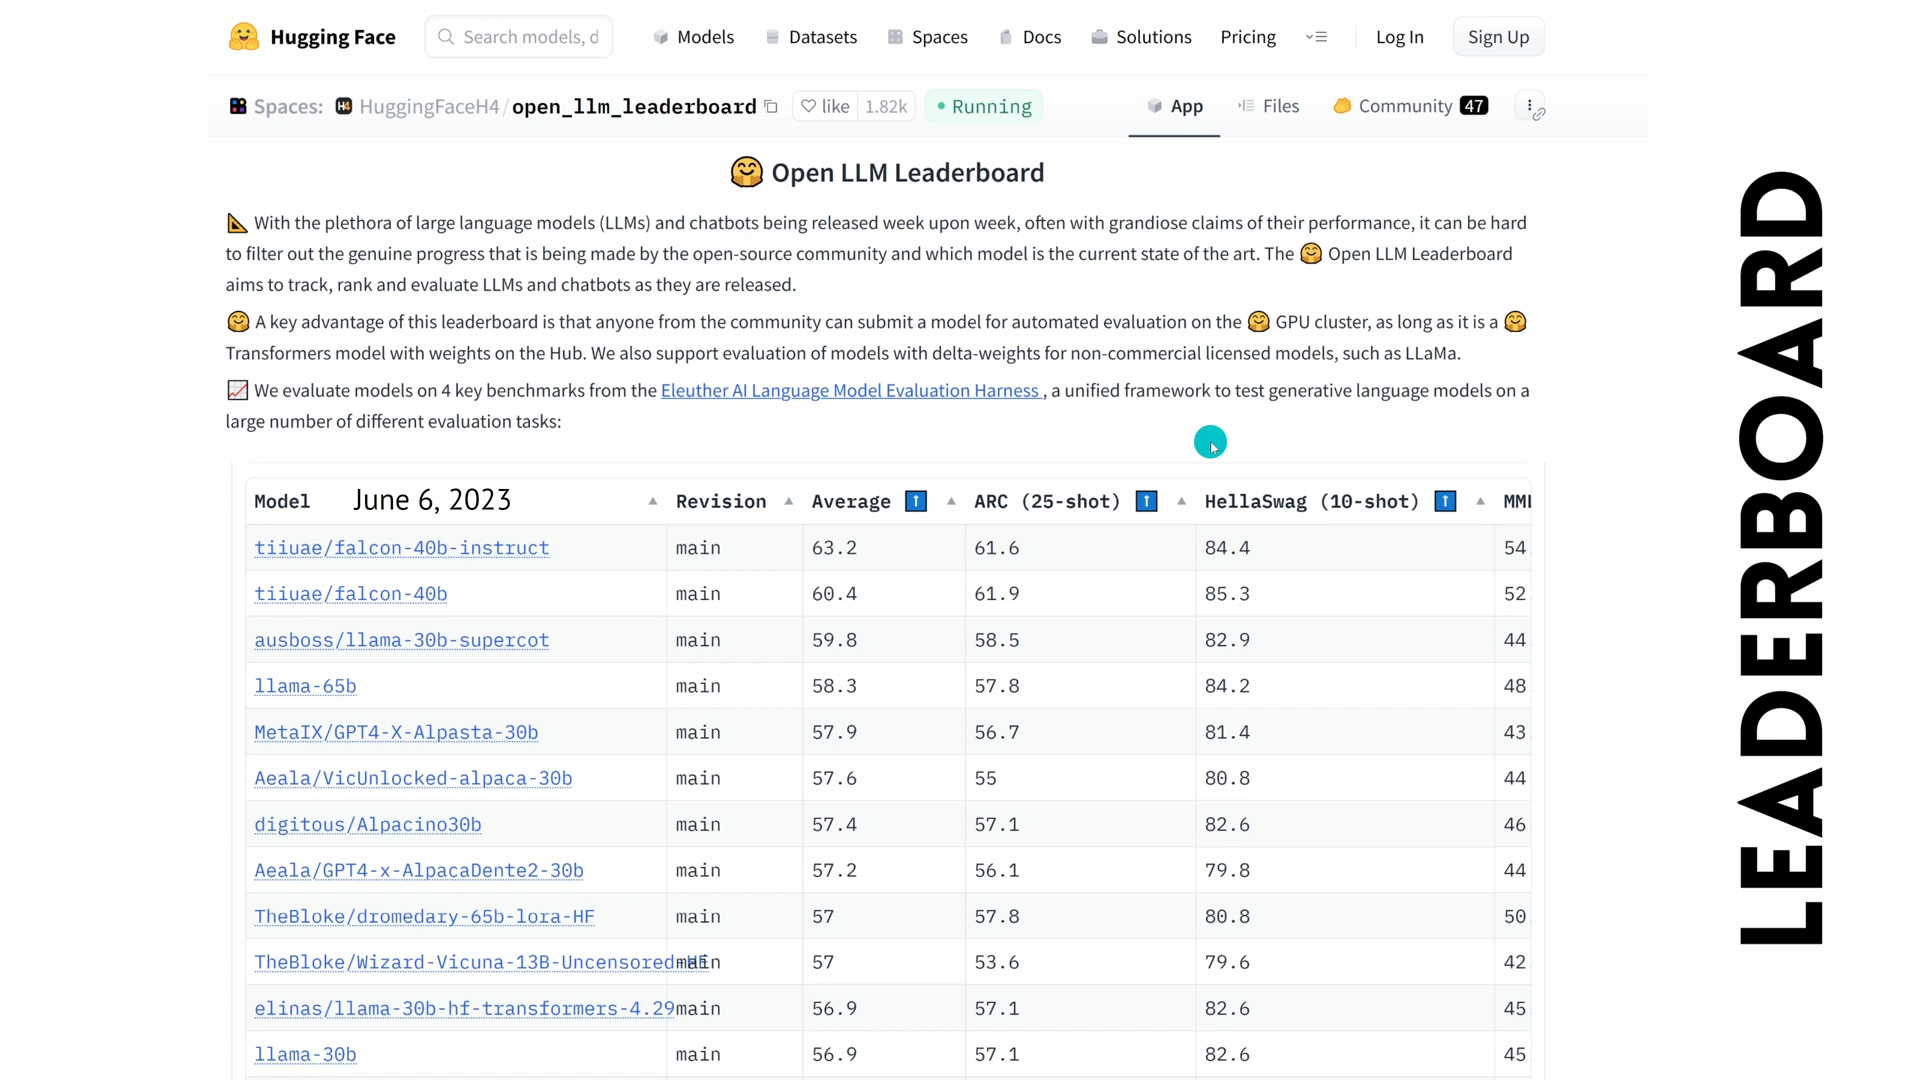 Hugging Face Search models, d Models Datasets Spaces Docs Solutions Pricing Log In Sign Up
Spaces: H4 HuggingFaceH4/open_llm_leaderboard like 1.82k Running App Files Community 47
Open LLM Leaderboard
With the plethora of large language models (LLMs) and chatbots being released week upon week, often with grandiose claims of their performance, it can be hard
to filter out the genuine progress that is being made by the open-source community and which model is the current state of the art. The 🤗 Open LLM Leaderboard
aims to track, rank and evaluate LLMs and chatbots as they are released.
🤗 A key advantage of this leaderboard is that anyone from the community can submit a model for automated evaluation on the 🤗 GPU cluster, as long as it is a 🤗
Transformers model with weights on the Hub. We also support evaluation of models with delta-weights for non-commercial licensed models, such as LLaMa.
We evaluate models on 4 key benchmarks from the Eleuther AI Language Model Evaluation Harness , a unified framework to test generative language models on a
large number of different evaluation tasks:
Model June 6, 2023 Revision Average ⬆️ ARC (25-shot) ⬆️ HellaSwag (10-shot) ⬆️ MML
tiiuae/falcon-40b-instruct main 63.2 61.6 84.4 54
tiiuae/falcon-40b main 60.4 61.9 85.3 52
ausboss/llama-30b-supercot main 59.8 58.5 82.9 44
llama-65b main 58.3 57.8 84.2 48
MetaIX/GPT4-X-Alpasta-30b main 57.9 56.7 81.4 43
Aeala/VicUnlocked-alpaca-30b main 57.6 55 80.8 44
digitous/Alpacino30b main 57.4 57.1 82.6 46
Aeala/GPT4-x-AlpacaDente2-30b main 57.2 56.1 79.8 44
TheBloke/dromedary-65b-lora-HF main 57 57.8 80.8 50
TheBloke/Wizard-Vicuna-13B-Uncensored-HF main 57 53.6 79.6 42
elinas/llama-30b-hf-transformers-4.29 main 56.9 57.1 82.6 45
llama-30b main 56.9 57.1 82.6 45
LEADERBOARD